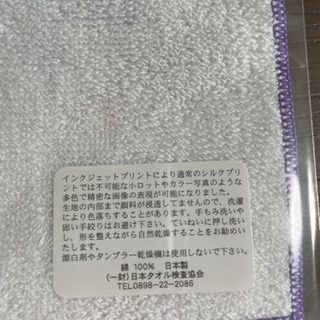 インクジェットプリントにより通常のシルクプリ
ントでは不可能な小ロットやカラー写真のような
多色で精密な画像の表現が可能になりました。
生地の内部まで顔料が浸透してませんので、洗濯
により色落ちすることがあります。手もみ洗いや
固い手絞りはお避け下さい。ていねいに押し洗い
し、形を整えながら自然乾燥することをお勧めい
たします。
漂白剤やタンブラー乾燥機は使用しないで下さい。
綿 100% 日本製
(一財)日本タオル検査協会
TEL0898-22-2086